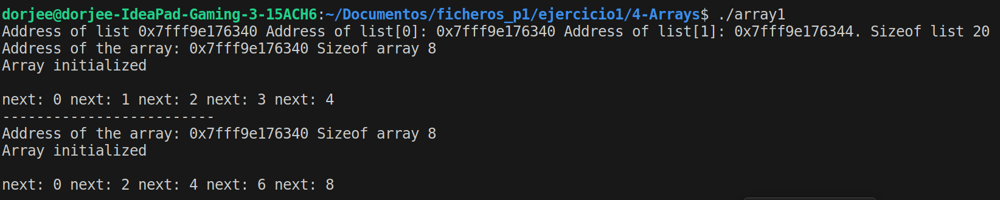 dorjee@dorjee-IdeaPad-Gaming-3-15ACH6:~/Documentos/ficheros_p1/ejercicio1/4-Arrays$ ./array1
Address of list 0x7fff9e176340 Address of list[0]: 0x7fff9e176340 Address of list[1]: 0x7fff9e176344. Sizeof list 20
Address of the array: 0x7fff9e176340 Sizeof array 8
Array initialized
next: 0 next: 1 next: 2 next: 3 next: 4
-------------------------
Address of the array: 0x7fff9e176340 Sizeof array 8
Array initialized
next: 0 next: 2 next: 4 next: 6 next: 8